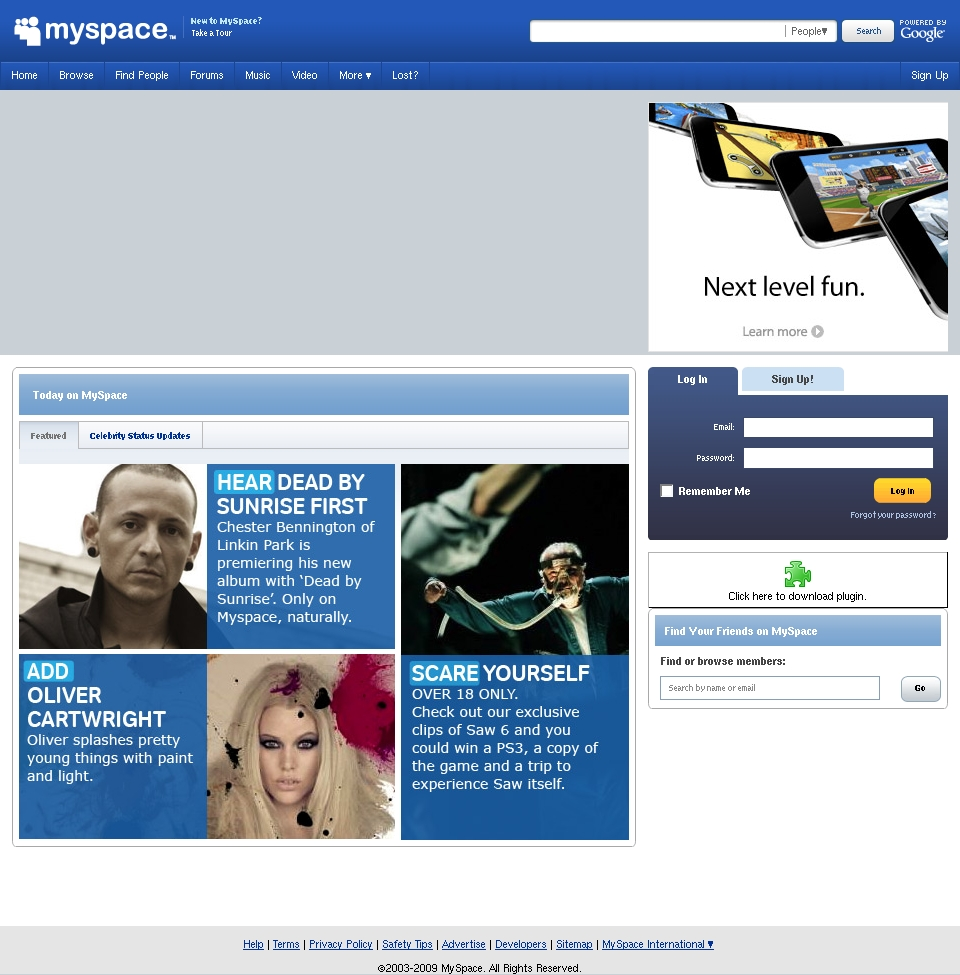 myspace™
New to MySpace?
Take a Tour
People▾
Search
POWERED BY
Google™
Home
Browse
Find People
Forums
Music
Video
More ▾
Lost?
Sign Up
Next level fun.
Learn more
Today on MySpace
Featured
Celebrity Status Updates
HEAR DEAD BY
SUNRISE FIRST
Chester Bennington of
Linkin Park is
premiering his new
album with ‘Dead by
Sunrise’. Only on
Myspace, naturally.
ADD
OLIVER
CARTWRIGHT
Oliver splashes pretty
young things with paint
and light.
SCARE YOURSELF
OVER 18 ONLY.
Check out our exclusive
clips of Saw 6 and you
could win a PS3, a copy of
the game and a trip to
experience Saw itself.
Log In
Sign Up!
Email:
Password:
Remember Me
Log In
Forgot your password?
Click here to download plugin.
Find Your Friends on MySpace
Find or browse members:
Search by name or email
Go
Help | Terms | Privacy Policy | Safety Tips | Advertise | Developers | Sitemap | MySpace International ▾
©2003-2009 MySpace. All Rights Reserved.